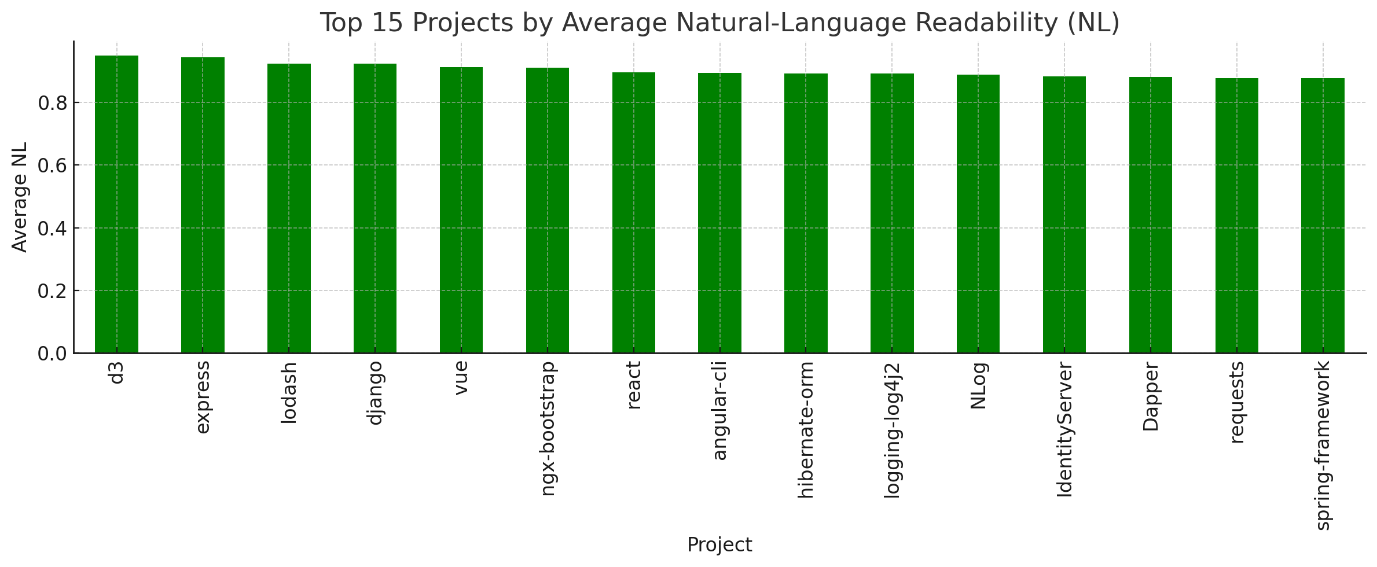 Top 15 Projects by Average Natural-Language Readability (NL)
Average NL
0.8
0.6
0.4
0.2
0.0
d3
express
lodash
django
vue
ngx-bootstrap
react
angular-cli
hibernate-orm
logging-log4j2
NLog
IdentityServer
Dapper
requests
spring-framework
Project